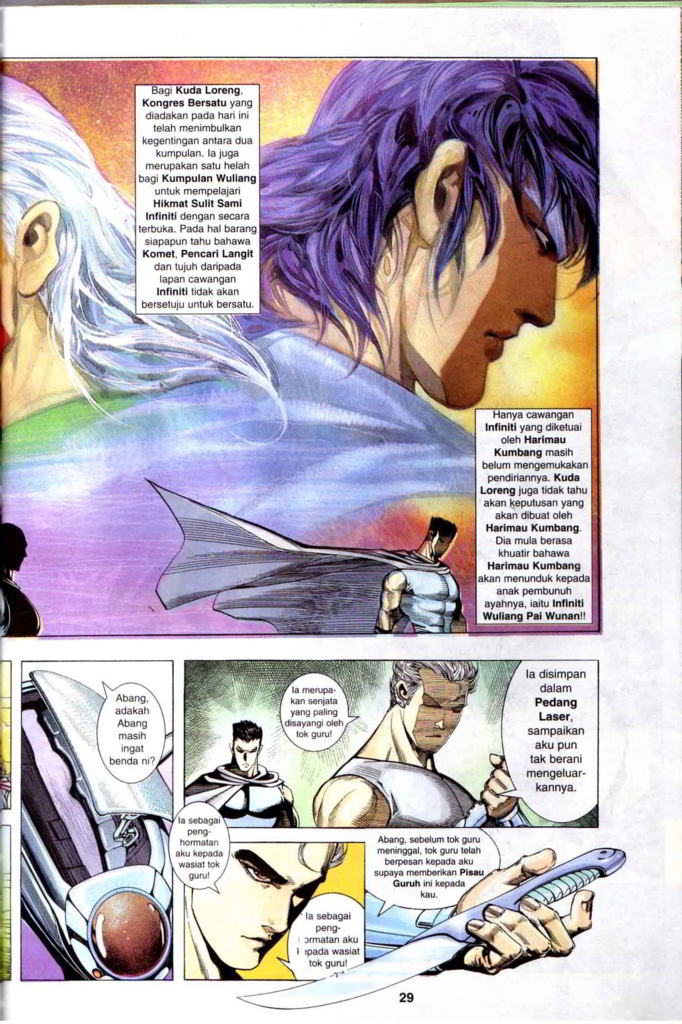 Bagi Kuda Loreng,
Kongres Bersatu yang
diadakan pada hari ini
telah menimbulkan
kegentingan antara dua
kumpulan. Ia juga
merupakan satu helah
bagi Kumpulan Wuliang
untuk mempelajari
Hikmat Sulit Sami
Infiniti dengan secara
terbuka. Pada hal barang
siapapun tahu bahawa
Komet, Pencari Langit
dan tujuh daripada
lapan cawangan
Infiniti tidak akan
bersetuju untuk bersatu.
Hanya cawangan
Infiniti yang diketuai
oleh Harimau
Kumbang masih
belum mengemukakan
pendiriannya. Kuda
Loreng juga tidak tahu
akan keputusan yang
akan dibuat oleh
Harimau Kumbang.
Dia mula berasa
khuatir bahawa
Harimau Kumbang
akan menunduk kepada
anak pembunuh
ayahnya, iaitu Infiniti
Wuliang Pai Wunan!!
Abang,
adakah
Abang
masih
ingat
benda ni?
Ia merupa-
kan senjata
yang paling
disayangi oleh
tok guru!
Ia disimpan
dalam
Pedang
Laser,
sampaikan
aku pun
tak berani
mengeluar-
kannya.
Ia sebagai
peng-
hormatan
aku kepada
wasiat tok
guru!
Ia sebagai
peng-
ormatan aku
pada wasiat
tok guru!
Abang, sebelum tok guru
meninggal, tok guru telah
berpesan kepada aku
supaya memberikan Pisau
Guruh ini kepada
kau.
29